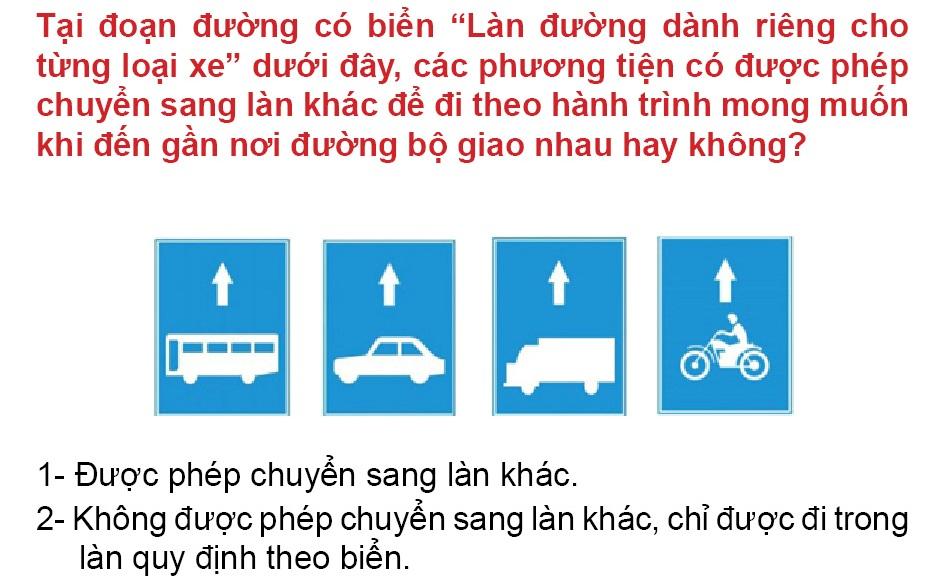 Tại đoạn đường có biển “Làn đường dành riêng cho
từng loại xe” dưới đây, các phương tiện có được phép
chuyển sang làn khác để đi theo hành trình mong muốn
khi đến gần nơi đường bộ giao nhau hay không?
1- Được phép chuyển sang làn khác.
2- Không được phép chuyển sang làn khác, chỉ được đi trong
làn quy định theo biển.